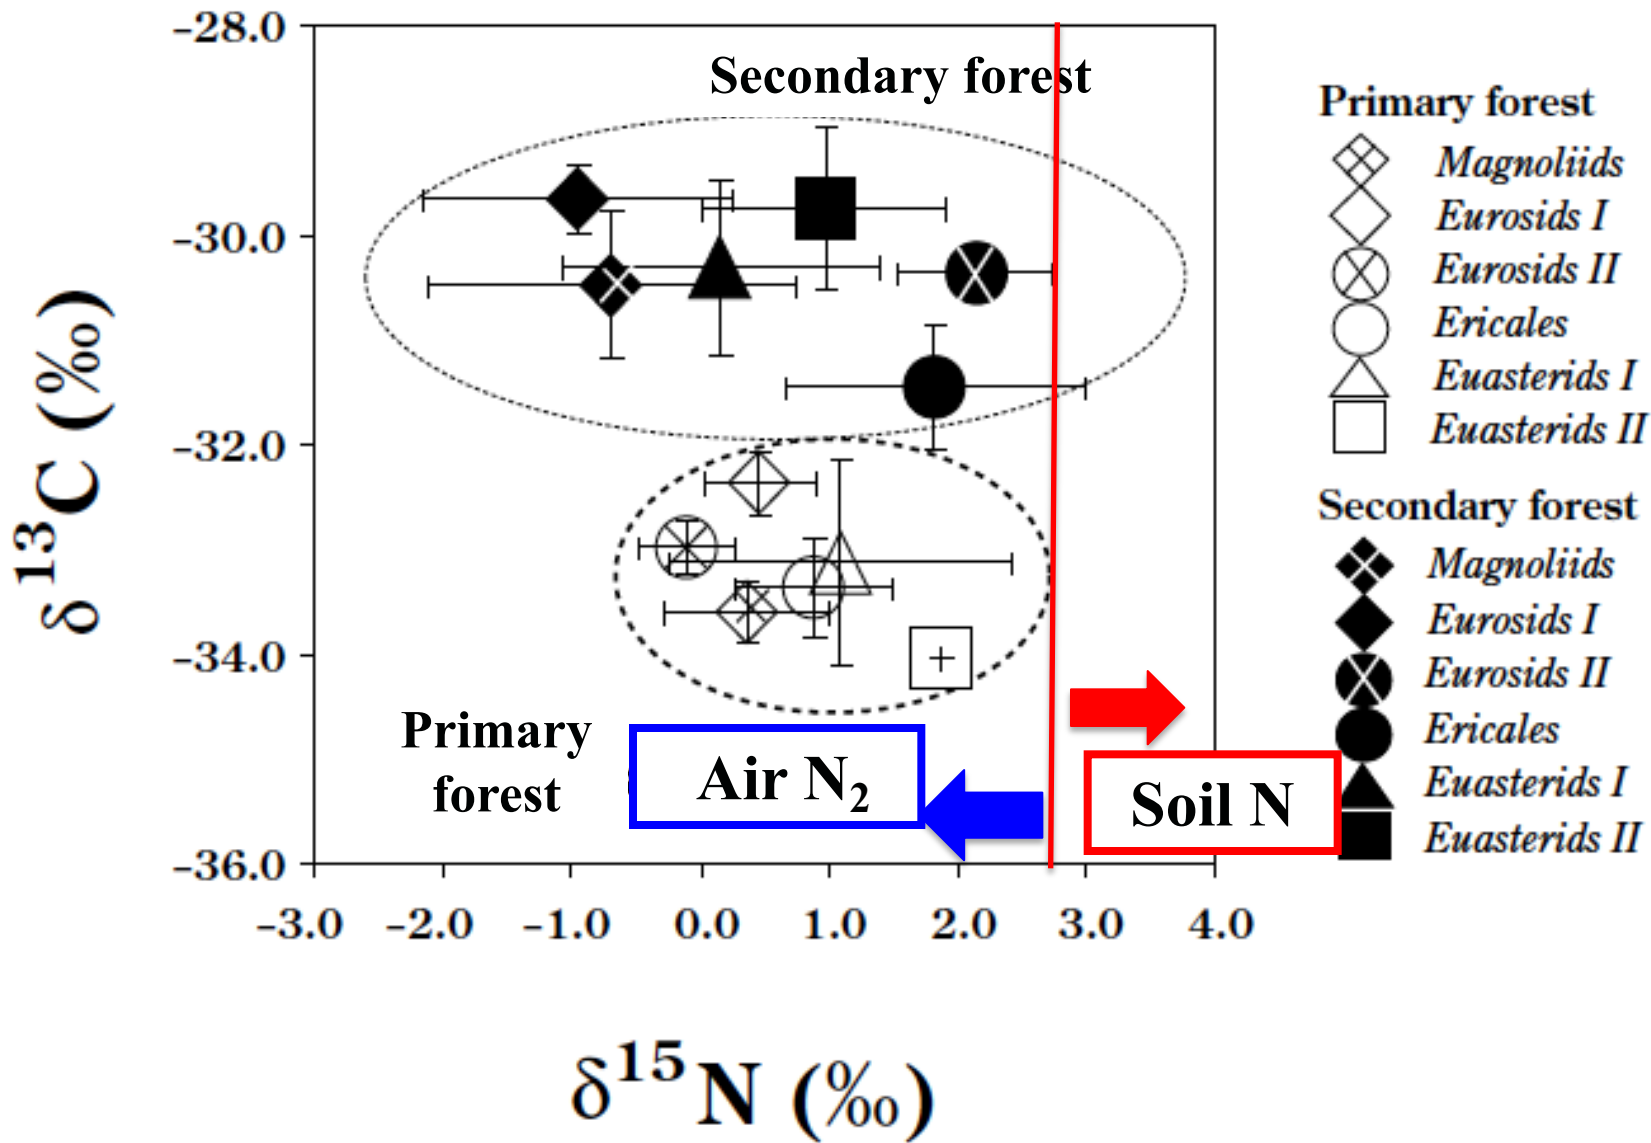 -28.0
-30.0
-32.0
-34.0
-36.0
δ ¹³C (‰)
Secondary forest
Primary
forest
Air N₂
Soil N
-3.0 -2.0 -1.0 0.0 1.0 2.0 3.0 4.0
δ¹⁵N (‰)
Primary forest
Magnoliids
Eurosids I
Eurosids II
Ericales
Euasterids I
Euasterids II
Secondary forest
Magnoliids
Eurosids I
Eurosids II
Ericales
Euasterids I
Euasterids II